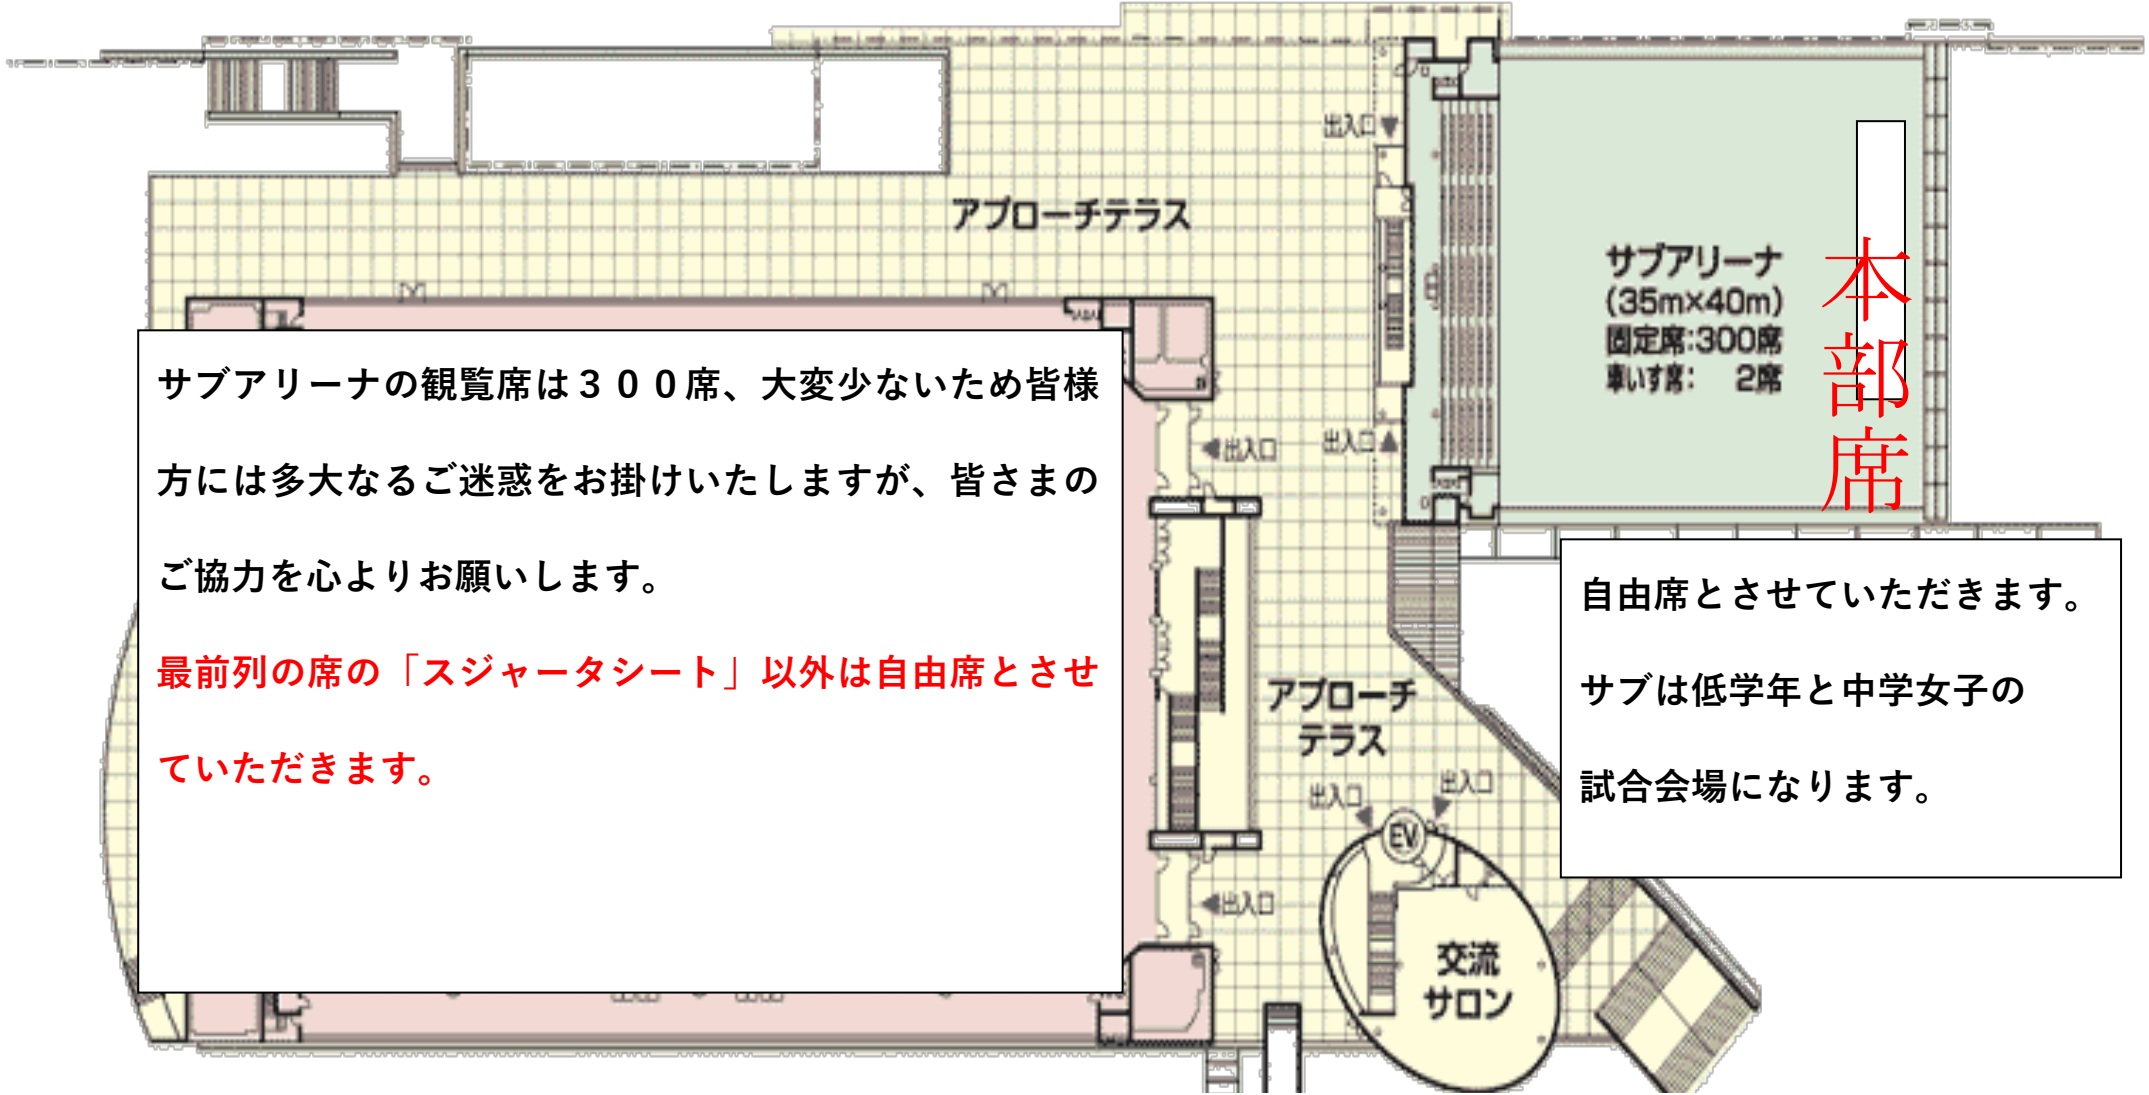 出入口
アプローチテラス
サブアリーナ
(35m×40m)
固定席:300席
車いす席: 2席
本部席
サブアリーナの観覧席は３００席、大変少ないため皆様
方には多大なるご迷惑をお掛けいたしますが、皆さまの
ご協力を心よりお願いします。
最前列の席の「スジャータシート」以外は自由席とさせ
ていただきます。
出入口
出入口
自由席とさせていただきます。
サブは低学年と中学女子の
試合会場になります。
アプローチ
テラス
出入口
出入口
EV
出入口
交流
サロン